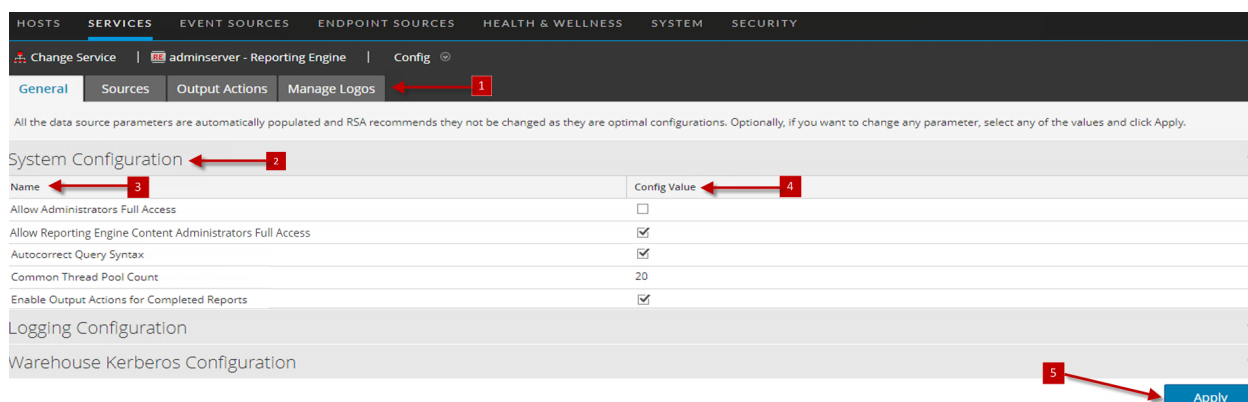 HOSTS SERVICES EVENT SOURCES ENDPOINT SOURCES HEALTH & WELLNESS SYSTEM SECURITY
Change Service | RE adminserver - Reporting Engine | Config
General Sources Output Actions Manage Logos 1
All the data source parameters are automatically populated and RSA recommends they not be changed as they are optimal configurations. Optionally, if you want to change any parameter, select any of the values and click Apply.
System Configuration 2
Name 3 Config Value 4
Allow Administrators Full Access
Allow Reporting Engine Content Administrators Full Access
Autocorrect Query Syntax
Common Thread Pool Count 20
Enable Output Actions for Completed Reports
Logging Configuration
Warehouse Kerberos Configuration
5
Apply